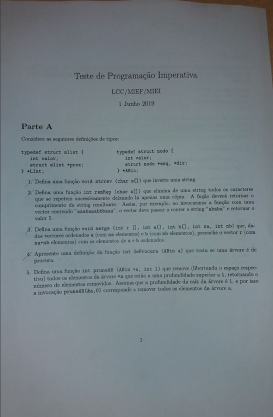 Teste de Programação Imperativa
LCC/MIEF/MIEI
1 Junho 2019
Parte A
Considere as seguintes definições de tipos:
typedef struct slist {
int valor;
struct slist *prox;
} *LInt;
typedef struct nodo {
int valor;
struct nodo *esq, *dir;
} *ABin;
1. Defina uma função void strrev (char s[]) que inverte uma string.
2. Defina uma função int remRep (char x[]) que elimina de uma string todos os caracteres
que se repetem sucessivamente deixando lá apenas uma cópia. A função deverá retornar o
comprimento da string resultante. Assim, por exemplo, ao invocarmos a função com uma
vector contendo "aaabaaabbbaaa", o vector deve passar a conter a string "ababa" e retornar o
valor 5.
3. Defina uma função void merge (int r [], int a[], int b[], int na, int nb) que, da-
dos vectores ordenados a (com na elementos) e b (com nb elementos), preenche o vector r (com
na+nb elementos) com os elementos de a e b ordenados.
4. Apresente uma definição da função int deProcura (ABin a) que testa se uma árvore é de
procura.
5. Defina uma função int pruneAB (ABin *a, int l) que remove (libertando o espaço respec-
tivo) todos os elementos da árvore *a que estão a uma profundidade superior a l, retornando o
número de elementos removidos. Assuma que a profundidade da raiz da árvore é 1, e por isso
a invocação pruneAB(&a,0) corresponde a remover todos os elementos da árvore a.
1